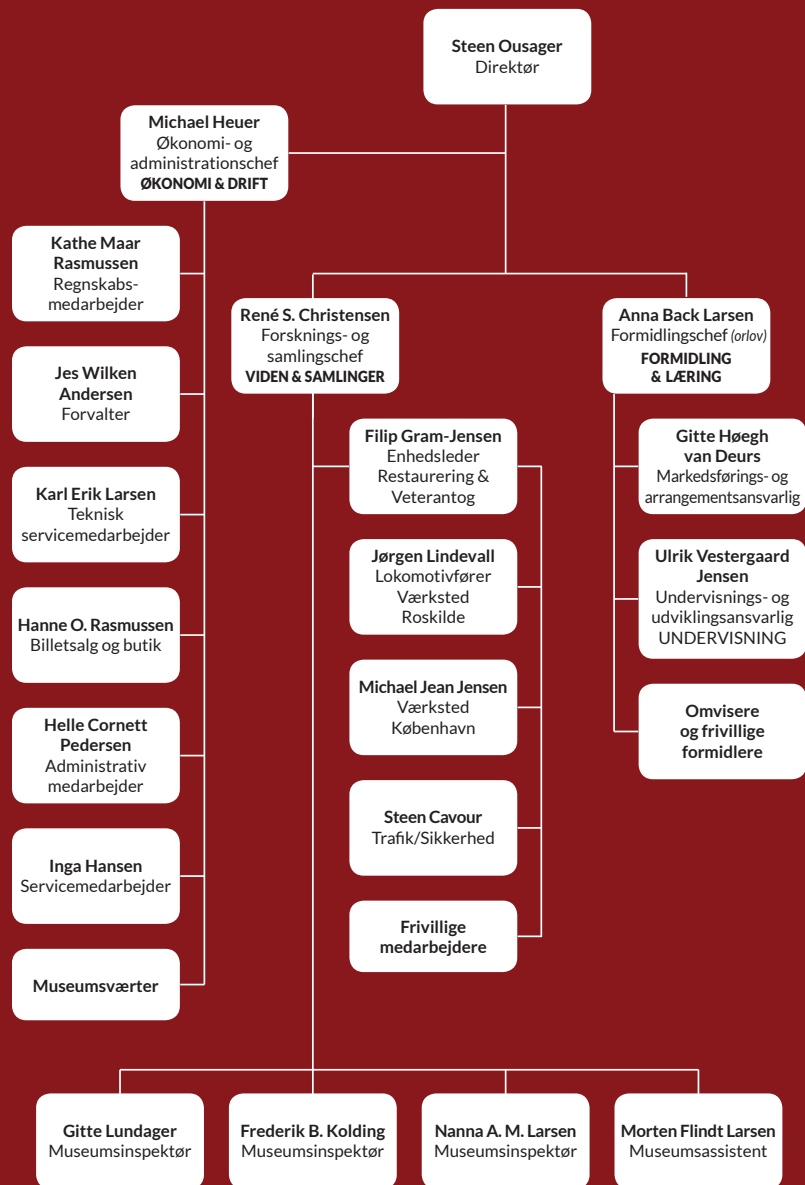 Steen Ousager
Direktør
Michael Heuer
Økonomi- og
administrationschef
ØKONOMI & DRIFT
Kathe Maar
Rasmussen
Regnskabs-
medarbejder
Jes Wilken
Andersen
Forvalter
Karl Erik Larsen
Teknisk
servicemedarbejder
Hanne O. Rasmussen
Billetsalg og butik
Helle Cornett
Pedersen
Administrativ
medarbejder
Inga Hansen
Servicemedarbejder
Museumsværter
René S. Christensen
Forsknings- og
samlingschef
VIDEN & SAMLINGER
Filip Gram-Jensen
Enhedsleder
Restaurering &
Veterantog
Jørgen Lindevall
Lokomotivfører
Værksted
Roskilde
Michael Jean Jensen
Værksted
København
Steen Cavour
Trafik/Sikkerhed
Frivillige
medarbejdere
Anna Back Larsen
Formidlingschef (orlov)
FORMIDLING
& LÆRING
Gitte Høegh
van Deurs
Markedsførings- og
arrangementsansvarlig
Ulrik Vestergaard
Jensen
Undervisnings- og
udviklingsansvarlig
UNDERVISNING
Omvisere
og frivillige
formidlere
Gitte Lundager
Museumsinspektør
Frederik B. Kolding
Museumsinspektør
Nanna A. M. Larsen
Museumsinspektør
Morten Flindt Larsen
Museumsassistent